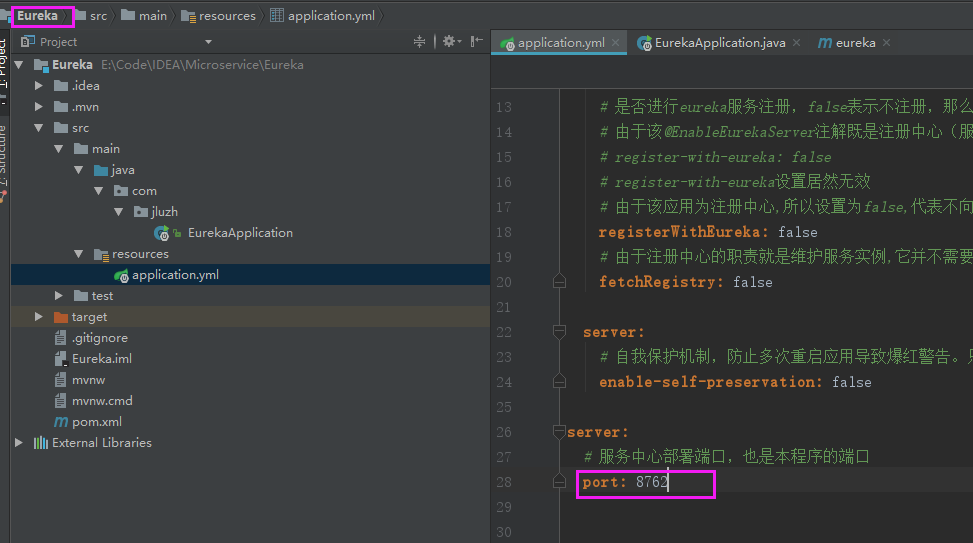 Eureka src main resources application.yml
Project
application.yml EurekaApplication.java eureka
1: Project
7: Structure
Eureka E:\Code\IDEA\Microservice\Eureka
.idea
.mvn
src
main
java
com
jluzh
EurekaApplication
resources
application.yml
test
target
.gitignore
Eureka.iml
mvnw
mvnw.cmd
pom.xml
External Libraries
13 # 是否进行eureka服务注册，false表示不注册，那么
14 # 由于该@EnableEurekaServer注解既是注册中心（服
15 # register-with-eureka: false
16 # register-with-eureka设置居然无效
17 # 由于该应用为注册中心,所以设置为false,代表不向
18 registerWithEureka: false
19 # 由于注册中心的职责就是维护服务实例,它并不需要
20 fetchRegistry: false
21
22 server:
23 # 自我保护机制，防止多次重启应用导致爆红警告。
24 enable-self-preservation: false
25
26 server:
27 # 服务中心部署端口，也是本程序的端口
28 port: 8762
29
30